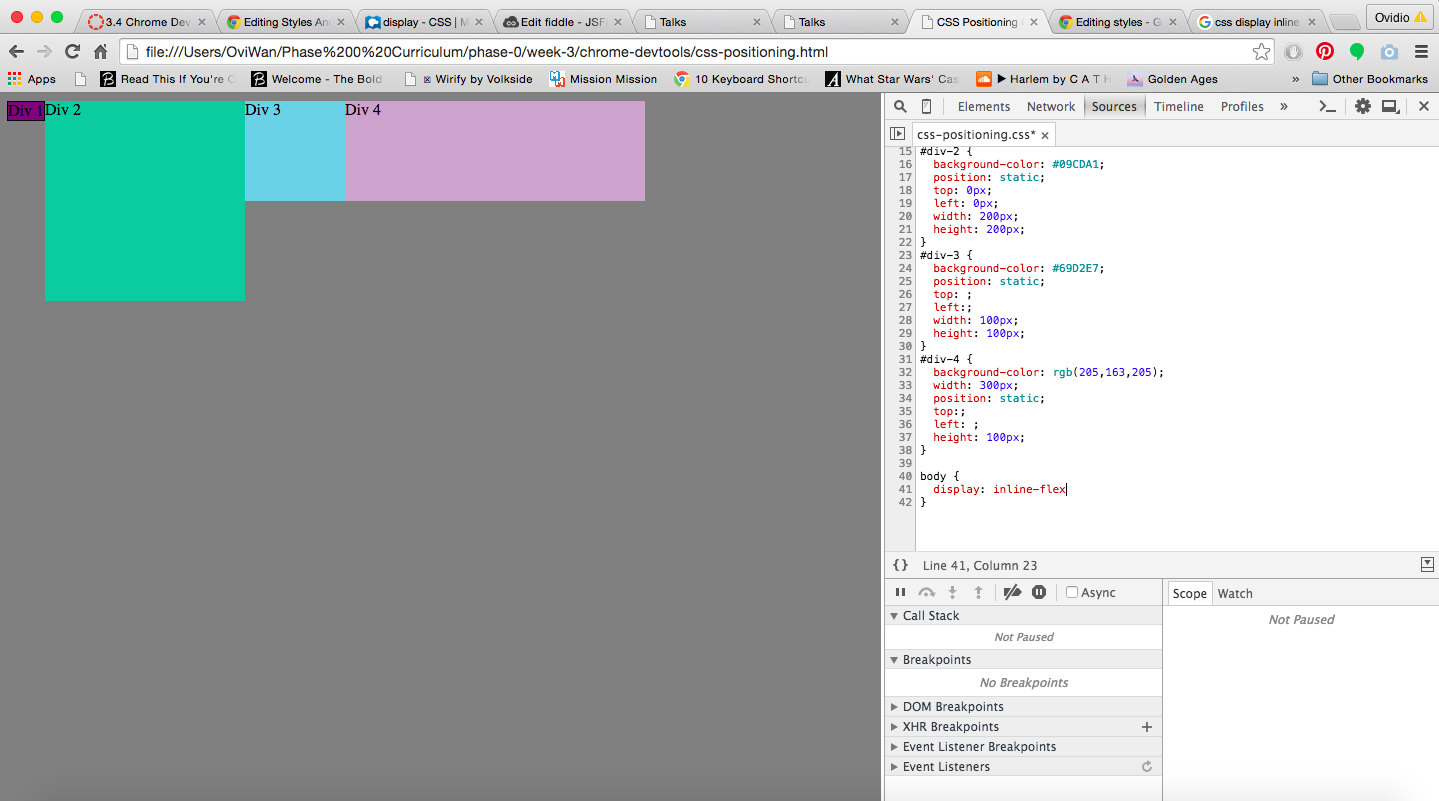 3.4 Chrome Dev
Editing Styles An
display - CSS | M
Edit fiddle - JSF
Talks
Talks
CSS Positioning
Editing styles - G
css display inline
Ovidio
file:///Users/OviWan/Phase%200%20Curriculum/phase-0/week-3/chrome-devtools/css-positioning.html
Apps
Read This If You're C
Welcome - The Bold
Wirify by Volkside
Mission Mission
10 Keyboard Shortcu
What Star Wars' Cas
▶ Harlem by C A T H
Golden Ages
»
Other Bookmarks
Div 1
Div 2
Div 3
Div 4
Elements Network Sources Timeline Profiles »
css-positioning.css*
15 #div-2 {
16 background-color: #09CDA1;
17 position: static;
18 top: 0px;
19 left: 0px;
20 width: 200px;
21 height: 200px;
22 }
23 #div-3 {
24 background-color: #69D2E7;
25 position: static;
26 top: ;
27 left:;
28 width: 100px;
29 height: 100px;
30 }
31 #div-4 {
32 background-color: rgb(205,163,205);
33 width: 300px;
34 position: static;
35 top:;
36 left: ;
37 height: 100px;
38 }
39
40 body {
41 display: inline-flex
42 }
{} Line 41, Column 23
Async
Scope Watch
Call Stack
Not Paused
Not Paused
Breakpoints
No Breakpoints
DOM Breakpoints
XHR Breakpoints
Event Listener Breakpoints
Event Listeners